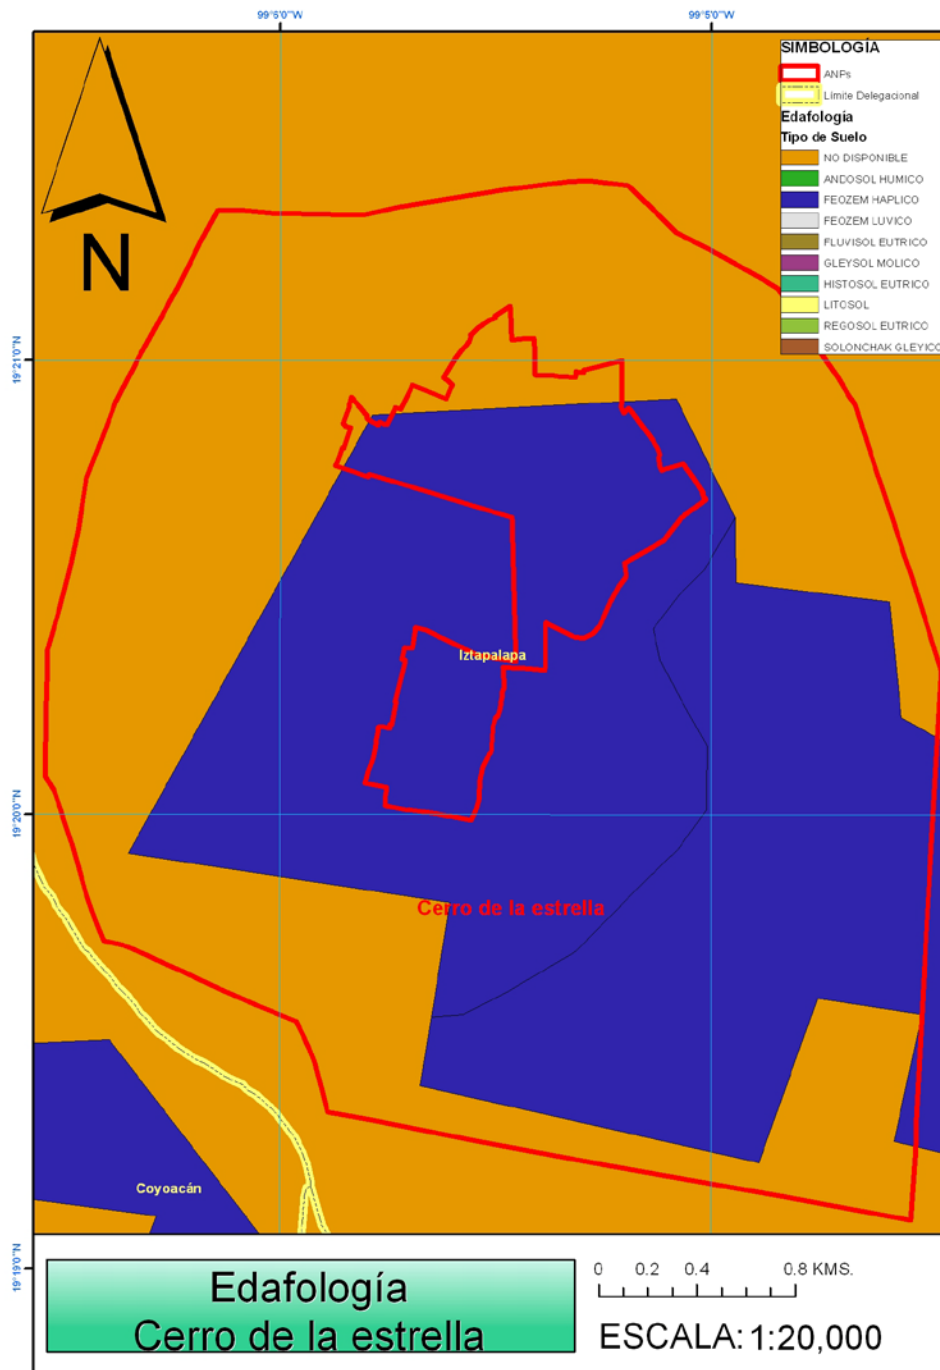 99°5'0"W
99°5'0"W
SIMBOLOGÍA
ANPs
Límite Delegacional
Edafología
Tipo de Suelo
NO DISPONIBLE
ANDOSOL HUMICO
FEOZEM HAPLICO
FEOZEM LUVICO
FLUVISOL EUTRICO
GLEYSOL MOLICO
HISTOSOL EUTRICO
LITOSOL
REGOSOL EUTRICO
SOLONCHAK GLEYICO
N
19°21'0"N
Iztapalapa
19°20'0"N
Cerro de la estrella
Coyoacán
19°19'0"N
Edafología
Cerro de la estrella
0 0.2 0.4 0.8 KMS.
ESCALA: 1:20,000